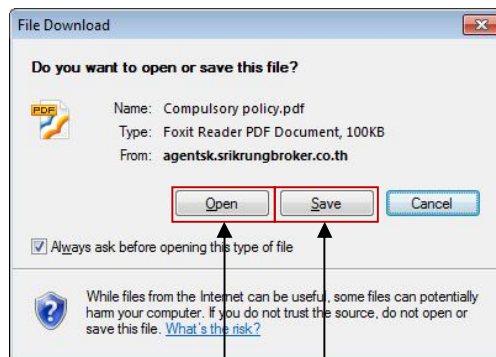 File Download
Do you want to open or save this file?
PDF
Name: Compulsory policy.pdf
Type: Foxit Reader PDF Document, 100KB
From: agentsk.srikrungbroker.co.th
Open Save Cancel
Always ask before opening this type of file
While files from the Internet can be useful, some files can potentially
harm your computer. If you do not trust the source, do not open or
save this file. What's the risk?